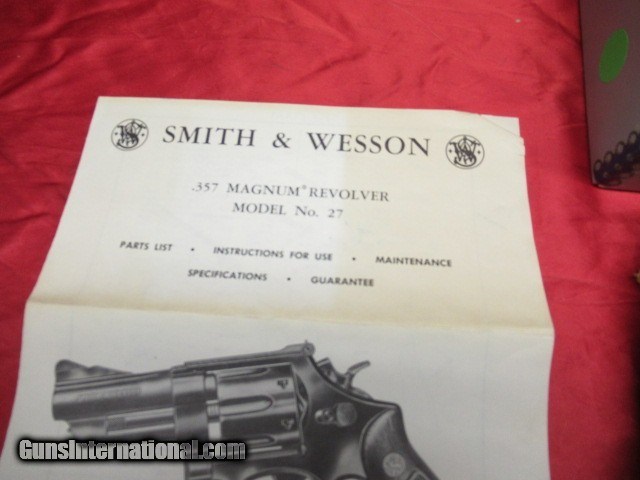 SMITH & WESSON
.357 MAGNUM® REVOLVER
MODEL No. 27
PARTS LIST • INSTRUCTIONS FOR USE • MAINTENANCE
SPECIFICATIONS • GUARANTEE
GunsInternational.com